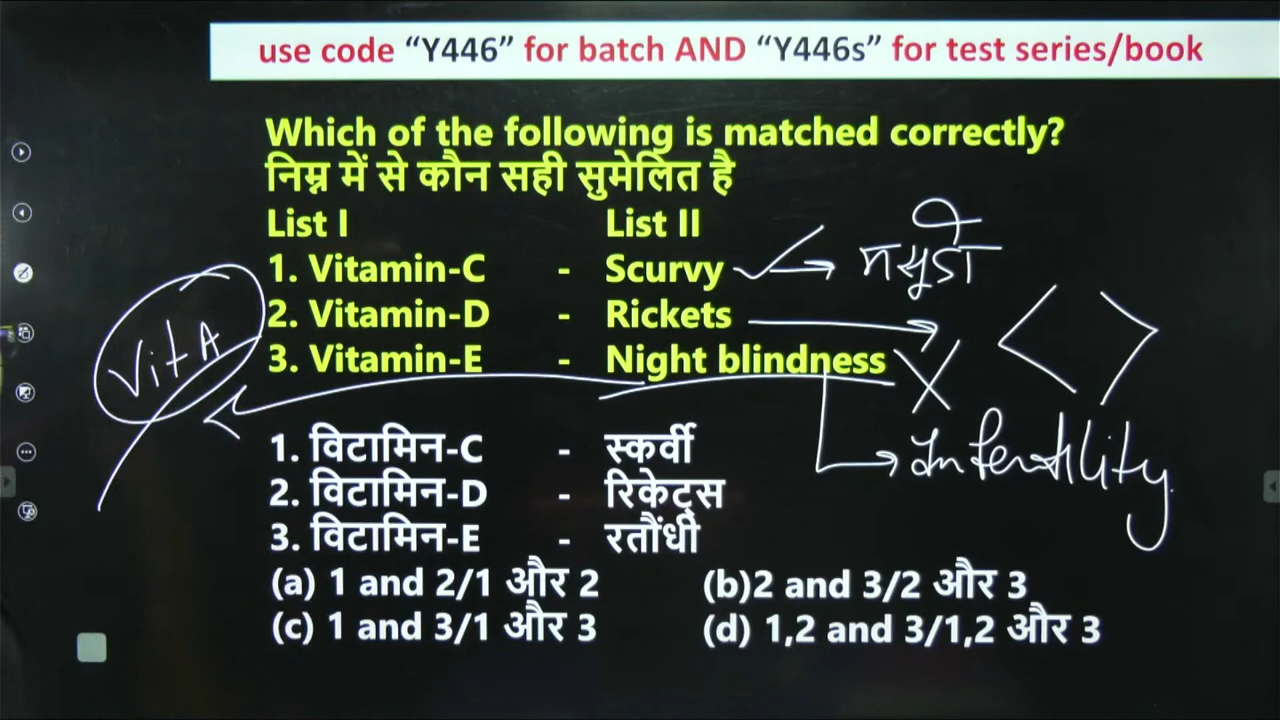 use code “Y446” for batch AND “Y446s” for test series/book
Which of the following is matched correctly?
निम्न में से कौन सही सुमेलित है
List I List II
1. Vitamin-C - Scurvy
मसूडो
2. Vitamin-D - Rickets
3. Vitamin-E - Night blindness
Vit A
Infertility
1. विटामिन-C - स्कर्वी
2. विटामिन-D - रिकेट्स
3. विटामिन-E - रतौंधी
(a) 1 and 2/1 और 2 (b)2 and 3/2 और 3
(c) 1 and 3/1 और 3 (d) 1,2 and 3/1,2 और 3